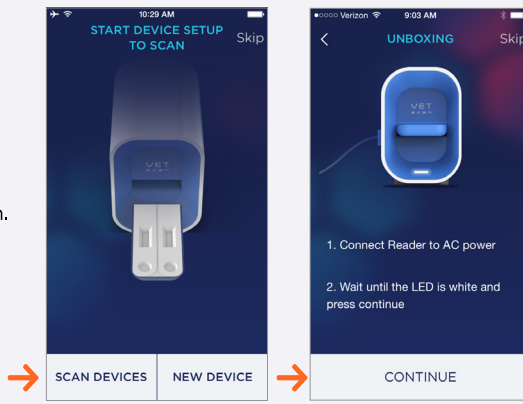 n.
10:29 AM
START DEVICE SETUP
TO SCAN
Skip
VET
scan
SCAN DEVICES
NEW DEVICE
Verizon
9:03 AM
UNBOXING
Skip
VET
scan
1. Connect Reader to AC power
2. Wait until the LED is white and
press continue
CONTINUE